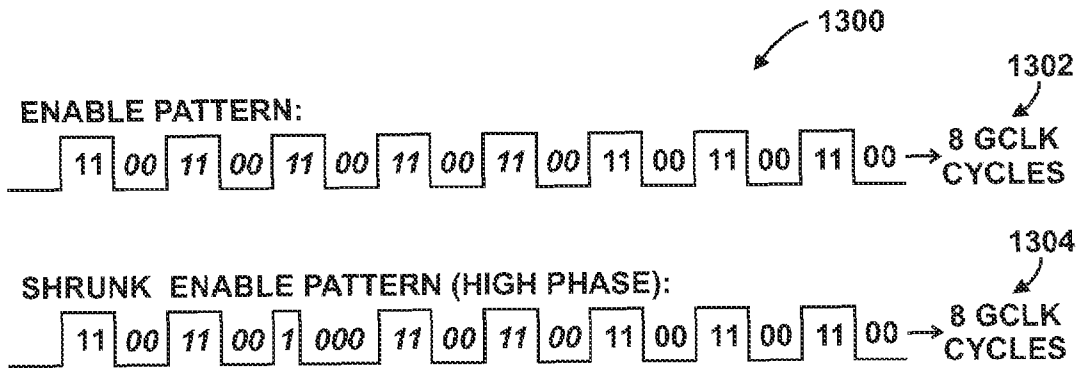 1300
1302
ENABLE PATTERN:
11 00 11 00 11 00 11 00 11 00 11 00 11 00 11 00 → 8 GCLK CYCLES
1304
SHRUNK ENABLE PATTERN (HIGH PHASE):
11 00 11 00 1 000 11 00 11 00 11 00 11 00 11 00 → 8 GCLK CYCLES